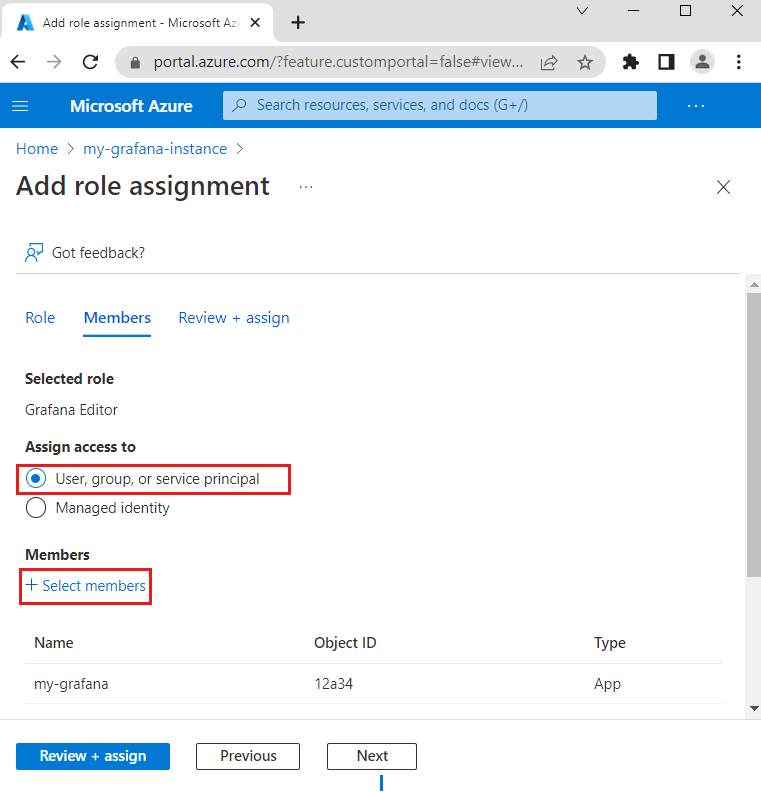 Add role assignment - Microsoft Az
portal.azure.com/?feature.customportal=false#view...
Microsoft Azure
Search resources, services, and docs (G+/)
...
Home > my-grafana-instance >
Add role assignment ...
Got feedback?
Role Members Review + assign
Selected role
Grafana Editor
Assign access to
User, group, or service principal
Managed identity
Members
+ Select members
Name Object ID Type
my-grafana 12a34 App
Review + assign Previous Next